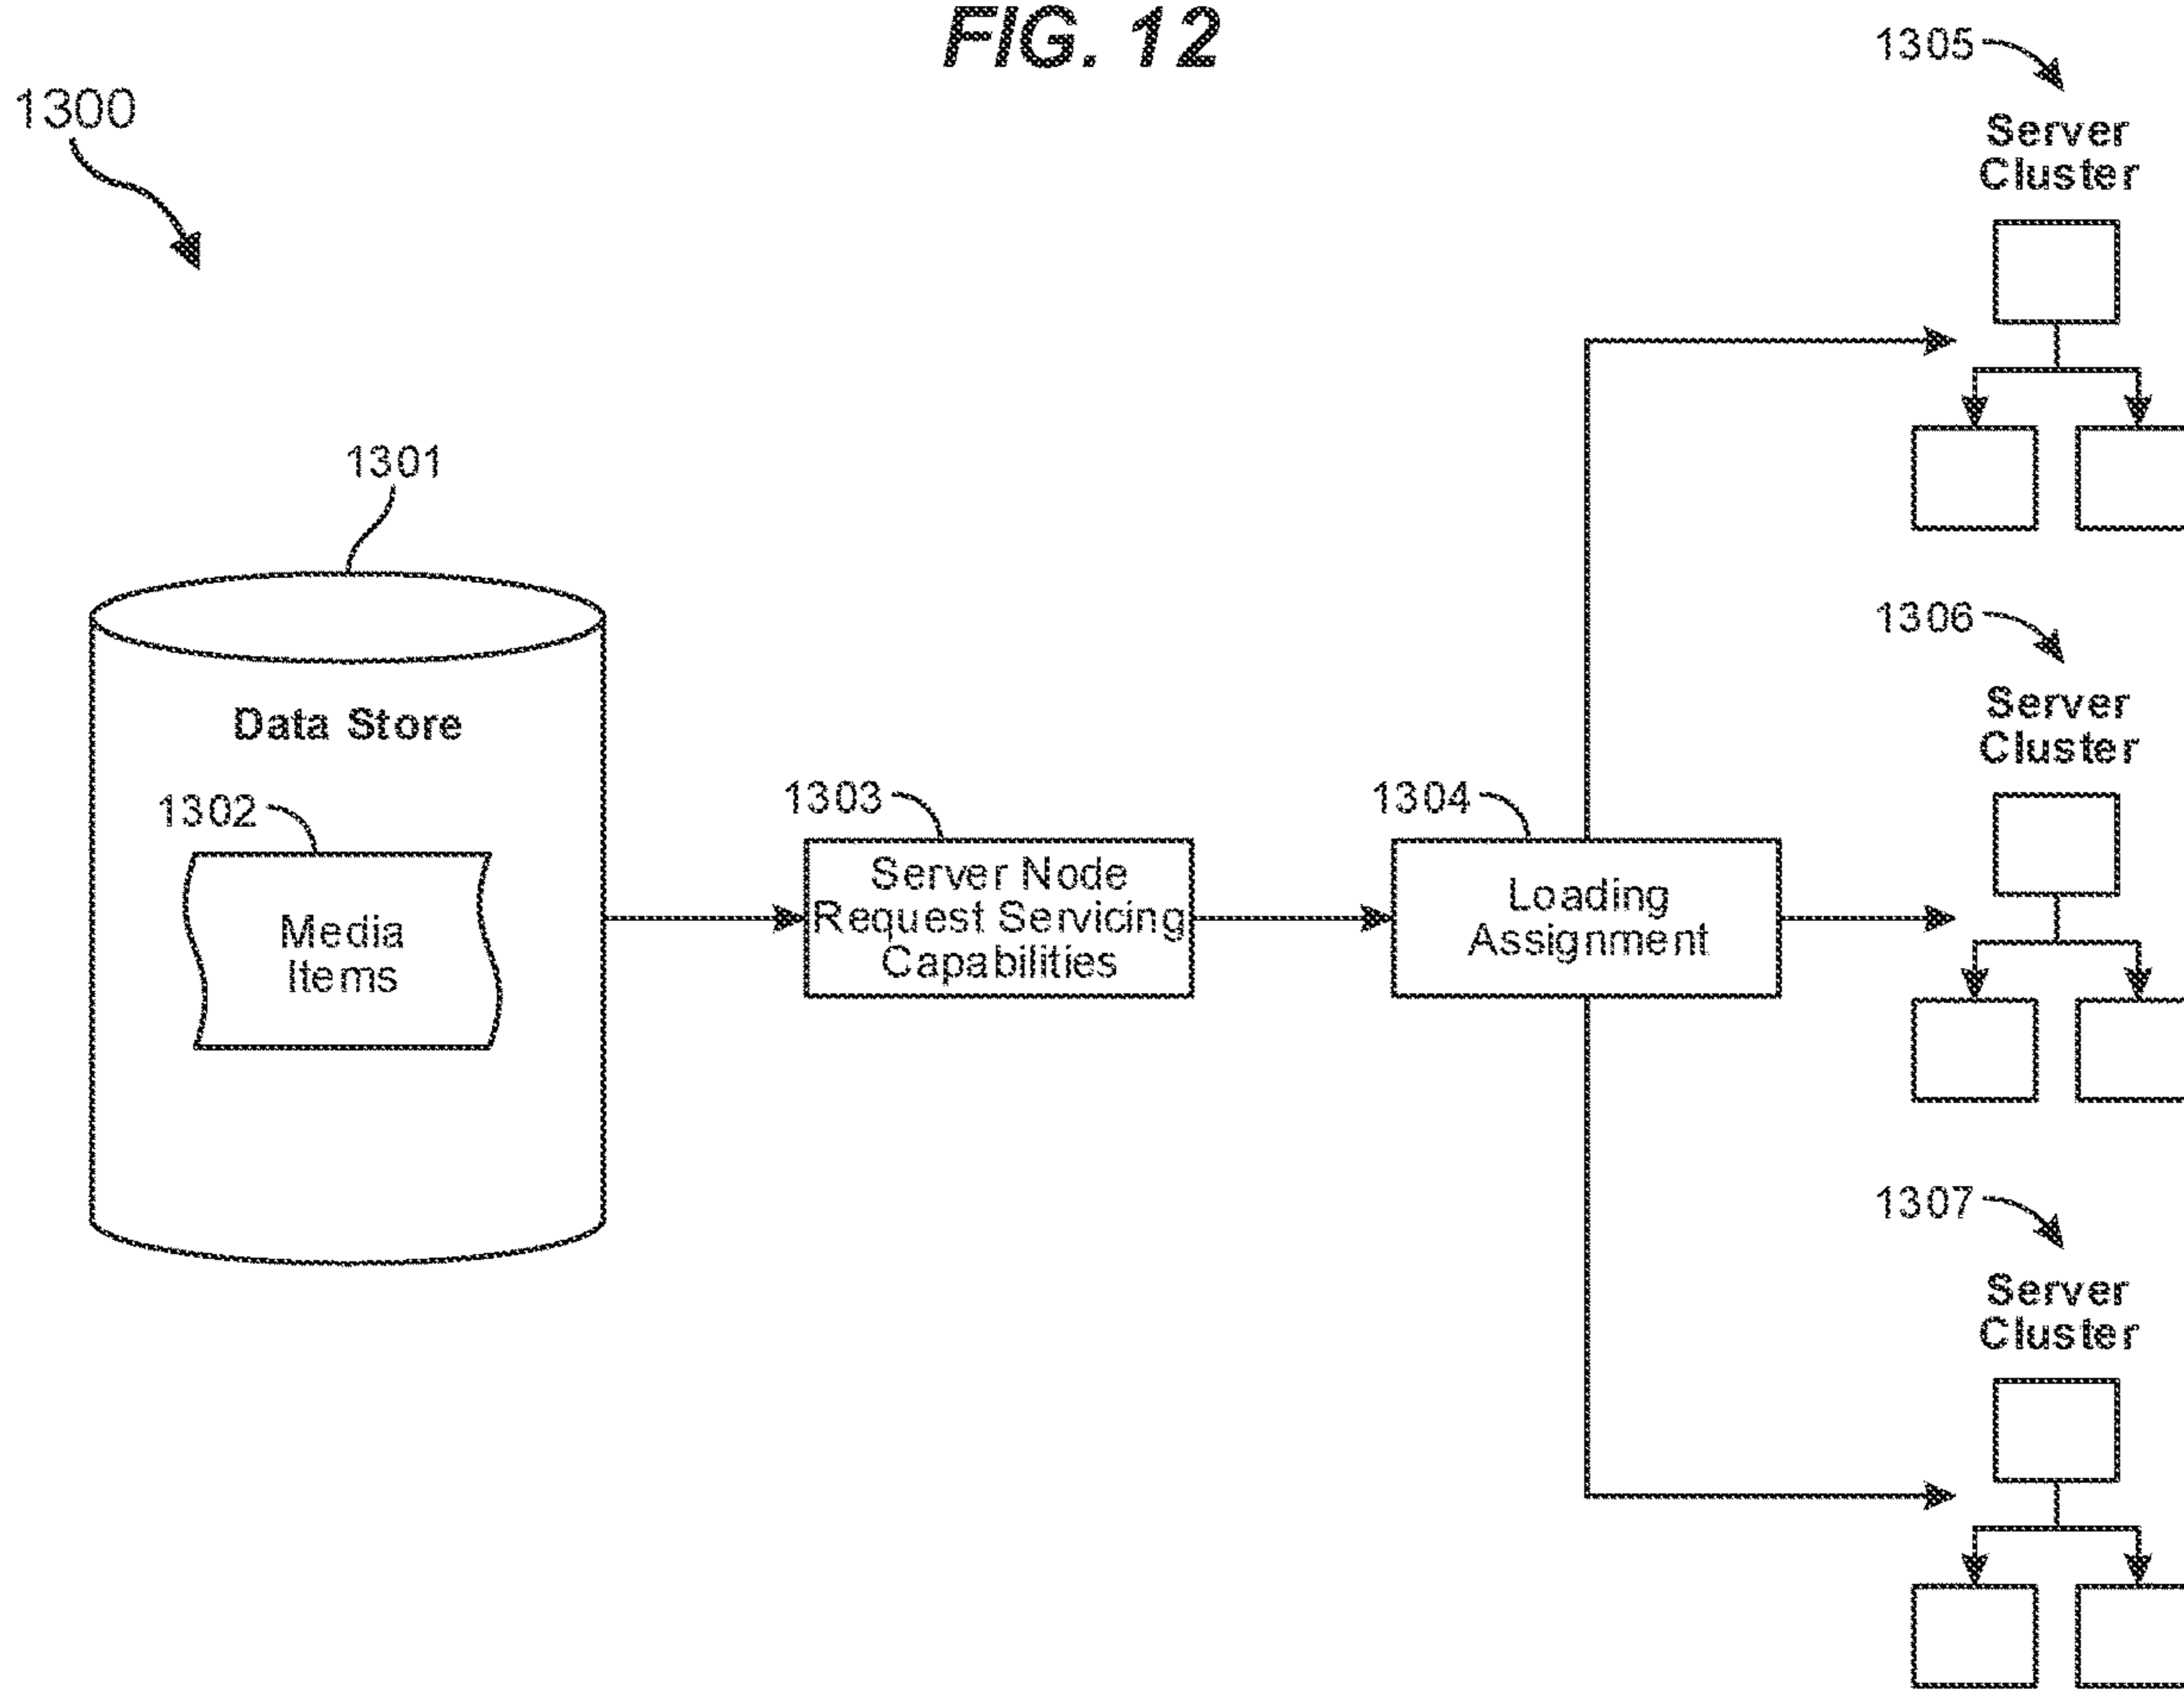 FIG. 12
1300
1305
Server
Cluster
1301
Data Store
1302
Media
Items
1303
Server Node
Request Servicing
Capabilities
1304
Loading
Assignment
1306
Server
Cluster
1307
Server
Cluster